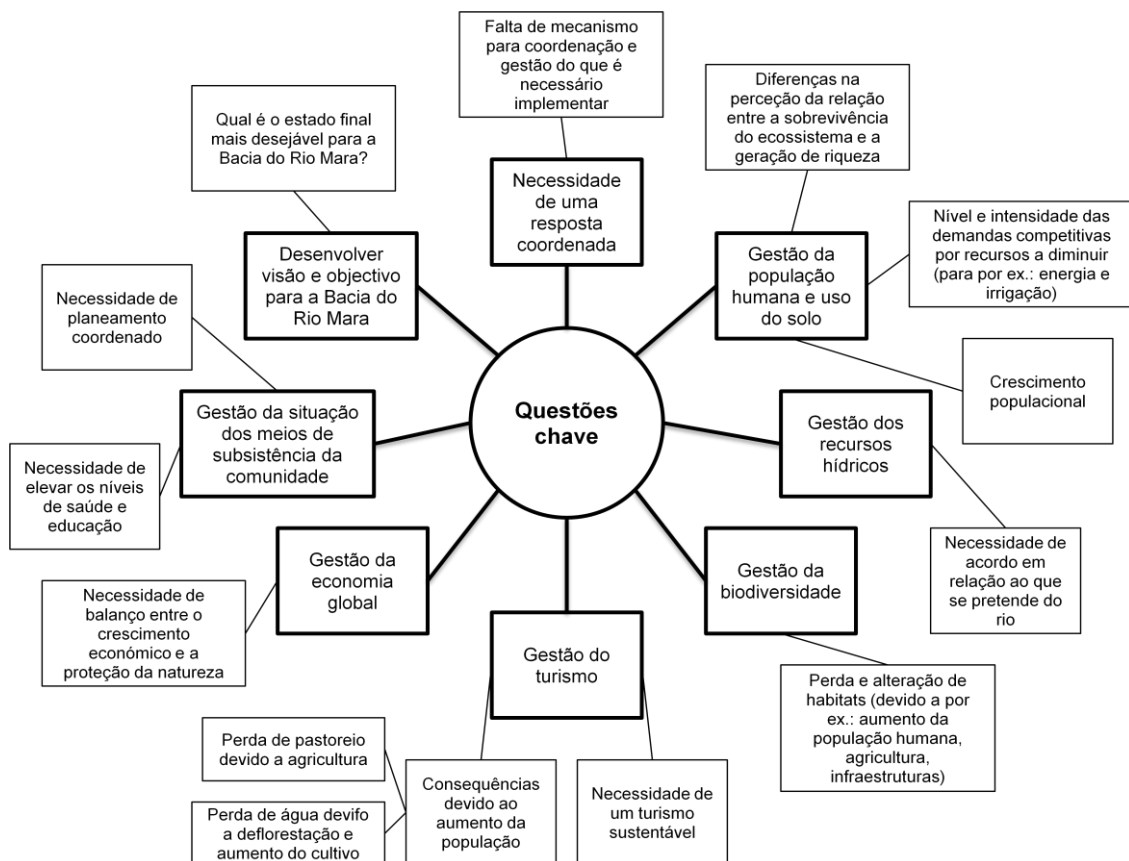 Falta de mecanismo
para coordenação e
gestão do que é
necessário
implementar
Diferenças na
perceção da relação
entre a sobrevivência
do ecossistema e a
geração de riqueza
Qual é o estado final
mais desejável para a
Bacia do Rio Mara?
Necessidade
de uma
resposta
coordenada
Nível e intensidade das
demandas competitivas
por recursos a diminuir
(para por ex.: energia e
irrigação)
Desenvolver
visão e objectivo
para a Bacia do
Rio Mara
Gestão da
população
humana e uso
do solo
Necessidade de
planeamento
coordenado
Crescimento
populacional
Questões
chave
Gestão da situação
dos meios de
subsistência da
comunidade
Gestão dos
recursos
hídricos
Necessidade de
elevar os níveis
de saúde e
educação
Gestão da
economia
global
Gestão da
biodiversidade
Necessidade de
acordo em
relação ao que
se pretende do
rio
Necessidade de
balanço entre o
crescimento
económico e a
proteção da natureza
Gestão do
turismo
Perda e alteração de
habitats (devido a por
ex.: aumento da
população humana,
agricultura,
infraestruturas)
Perda de pastoreio
devido a agricultura
Consequências
devido ao
aumento da
população
Necessidade de
um turismo
sustentável
Perda de água devifo
a deflorestação e
aumento do cultivo